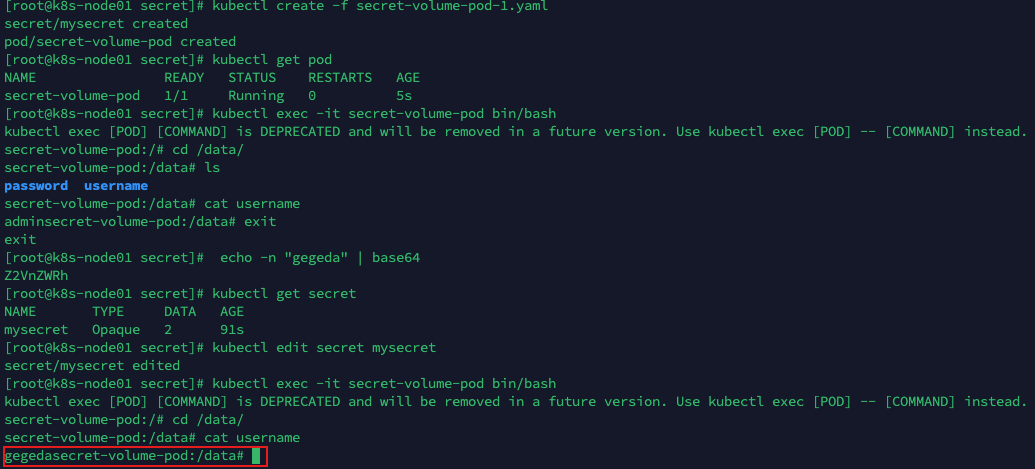 [root@k8s-node01 secret]# kubectl create -f secret-volume-pod-1.yaml
secret/mysecret created
pod/secret-volume-pod created
[root@k8s-node01 secret]# kubectl get pod
NAME                READY   STATUS    RESTARTS   AGE
secret-volume-pod   1/1     Running   0          5s
[root@k8s-node01 secret]# kubectl exec -it secret-volume-pod bin/bash
kubectl exec [POD] [COMMAND] is DEPRECATED and will be removed in a future version. Use kubectl exec [POD] -- [COMMAND] instead.
secret-volume-pod:/# cd /data/
secret-volume-pod:/data# ls
password  username
secret-volume-pod:/data# cat username
adminsecret-volume-pod:/data# exit
exit
[root@k8s-node01 secret]#  echo -n "gegeda" | base64
Z2VnZWRh
[root@k8s-node01 secret]# kubectl get secret
NAME       TYPE     DATA   AGE
mysecret   Opaque   2      91s
[root@k8s-node01 secret]# kubectl edit secret mysecret
secret/mysecret edited
[root@k8s-node01 secret]# kubectl exec -it secret-volume-pod bin/bash
kubectl exec [POD] [COMMAND] is DEPRECATED and will be removed in a future version. Use kubectl exec [POD] -- [COMMAND] instead.
secret-volume-pod:/# cd /data/
secret-volume-pod:/data# cat username
gegedasecret-volume-pod:/data#